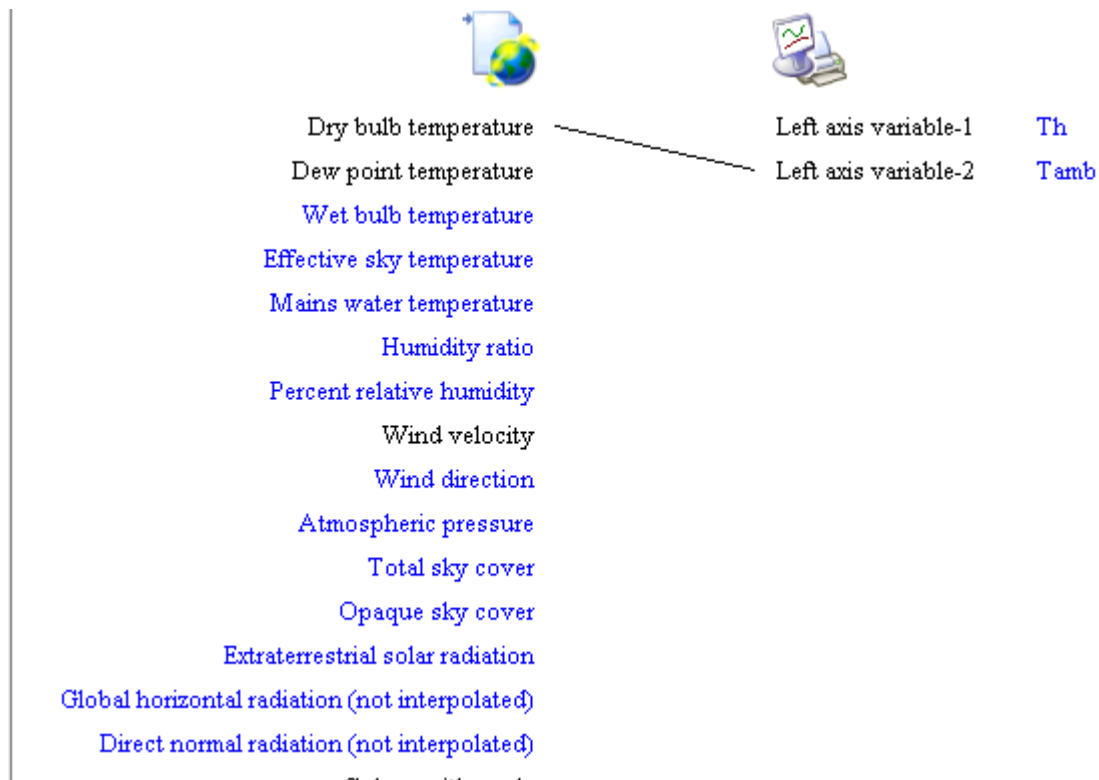 Dry bulb temperature Left axis variable-1 Th
Dew point temperature Left axis variable-2 Tamb
Wet bulb temperature
Effective sky temperature
Mains water temperature
Humidity ratio
Percent relative humidity
Wind velocity
Wind direction
Atmospheric pressure
Total sky cover
Opaque sky cover
Extraterrestrial solar radiation
Global horizontal radiation (not interpolated)
Direct normal radiation (not interpolated)